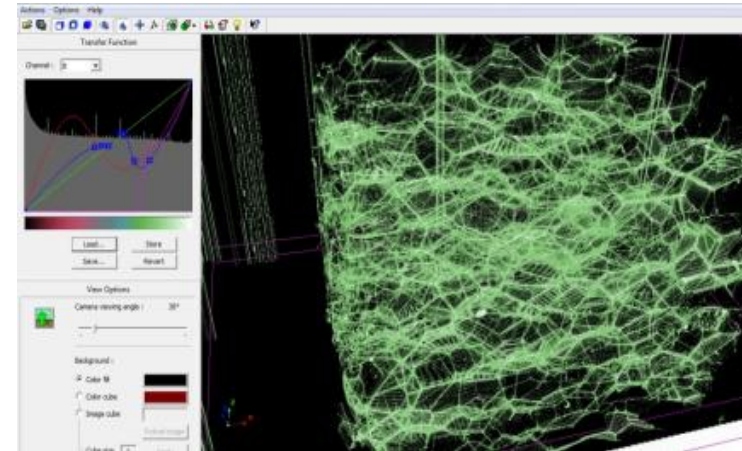 Actions Options Help
Transfer Function
Channel :
Load...
Store
Save...
Revert
View Options
Camera viewing angle :
30°
Background :
Color fill
Color cube
Image cube